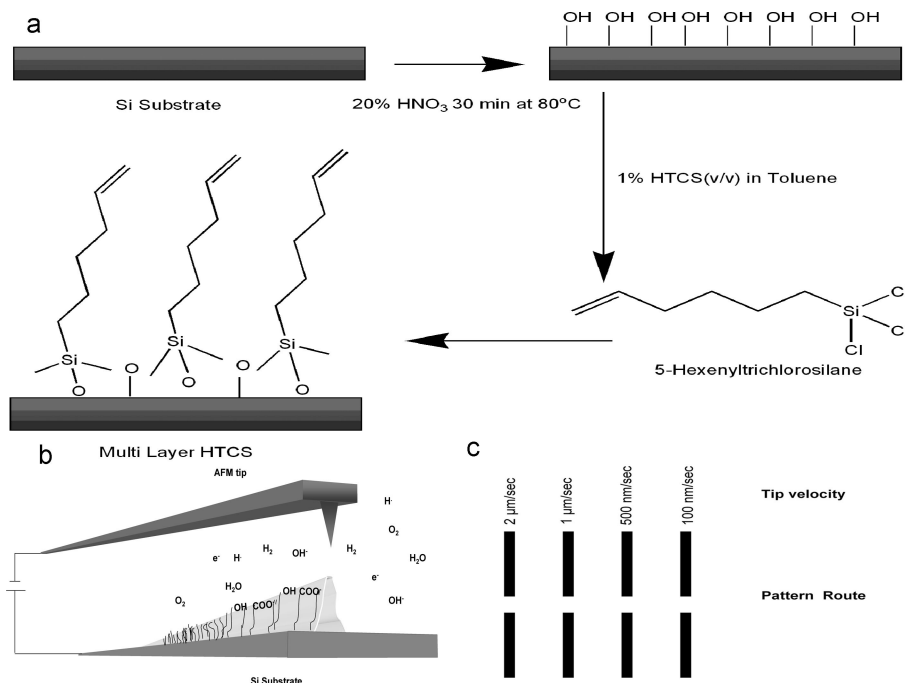 a
OH OH OH OH OH OH OH OH
Si Substrate
20% HNO3 30 min at 80°C
1% HTCS(v/v) in Toluene
Si
Si
Si
O
O
O
O
O
Si
C
C
Cl
5-Hexenyltrichlorosilane
Multi Layer HTCS
b
AFM tip
H·
O2
H2
OH-
H2
e-
H·
H2O
e-
H2O
O2
OH COO
OH COO
OH-
Si Substrate
c
2 µm/sec
1 µm/sec
500 nm/sec
100 nm/sec
Tip velocity
Pattern Route